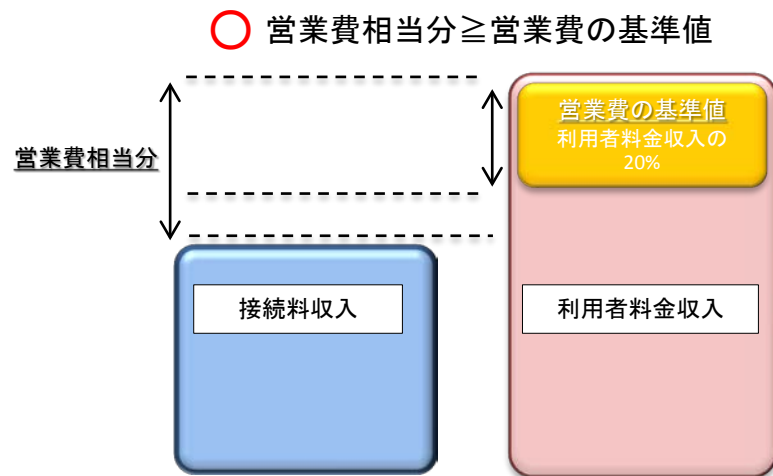 ○ 営業費相当分≧営業費の基準値
営業費の基準値
利用者料金収入の
20%
営業費相当分
接続料収入
利用者料金収入